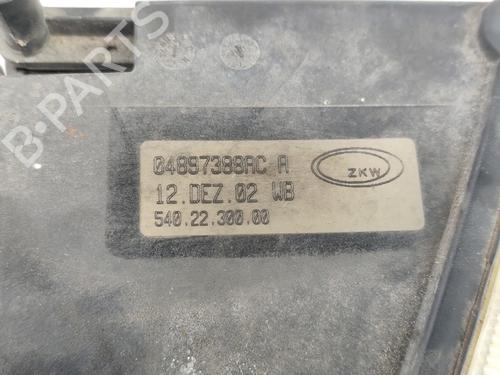 B-PARTS
04897388AC A
ZKW
12.DEZ.02 WB
540.22.300.00